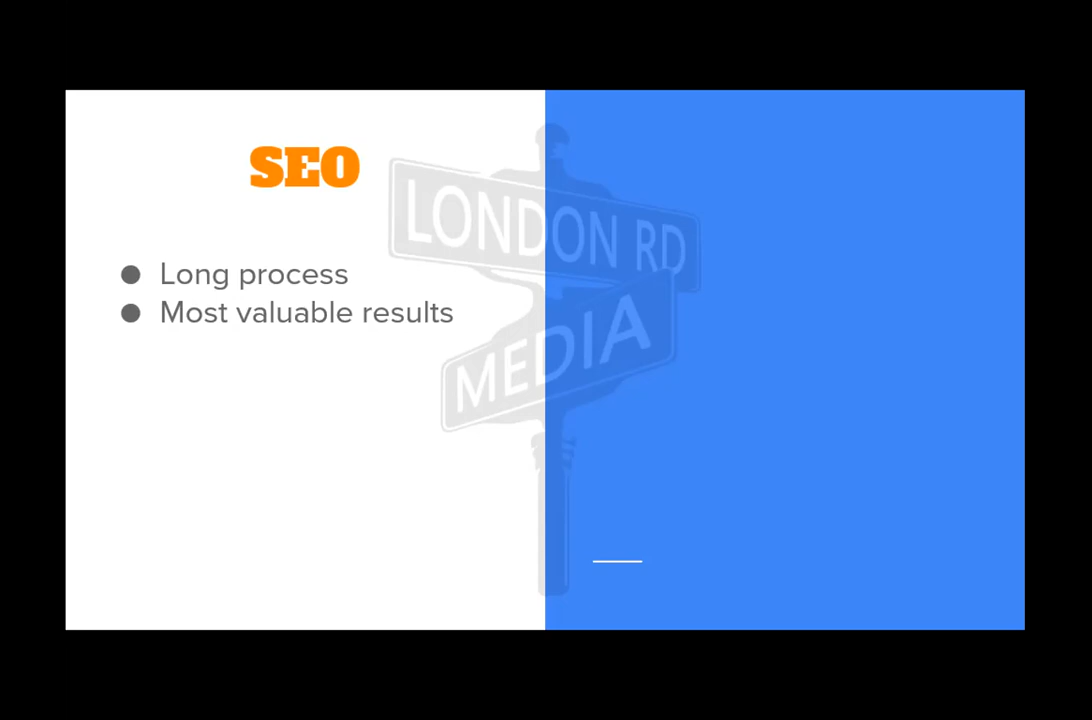 SEO
LONDON RD
MEDIA
Long process
Most valuable results